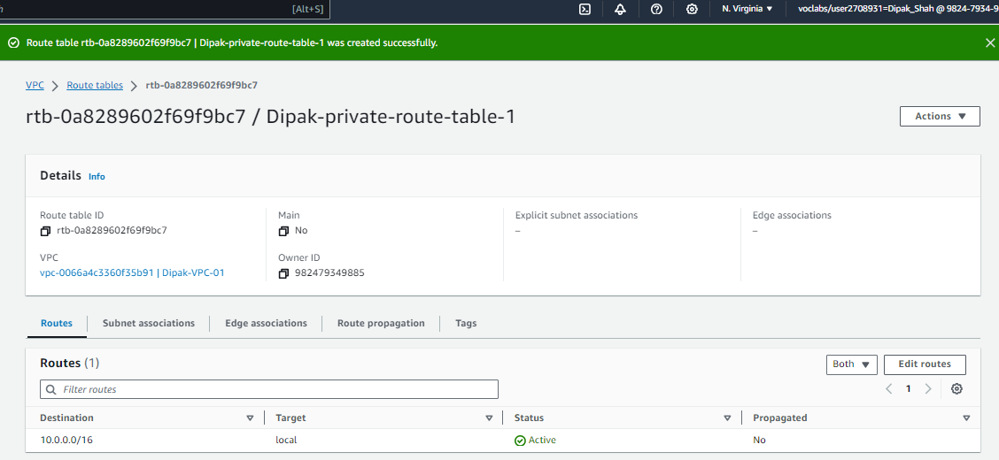 [Alt+S] N. Virginia voclabs/user2708931=Dipak_Shah @ 9824-7934-9
Route table rtb-0a8289602f69f9bc7 | Dipak-private-route-table-1 was created successfully.
VPC Route tables rtb-0a8289602f69f9bc7
rtb-0a8289602f69f9bc7 / Dipak-private-route-table-1
Actions
Details Info
Route table ID Main Explicit subnet associations Edge associations
rtb-0a8289602f69f9bc7 No – –
VPC Owner ID
vpc-0066a4c3360f35b91 | Dipak-VPC-01 982479349885
Routes Subnet associations Edge associations Route propagation Tags
Routes (1) Both Edit routes
Filter routes 1
Destination Target Status Propagated
10.0.0.0/16 local Active No